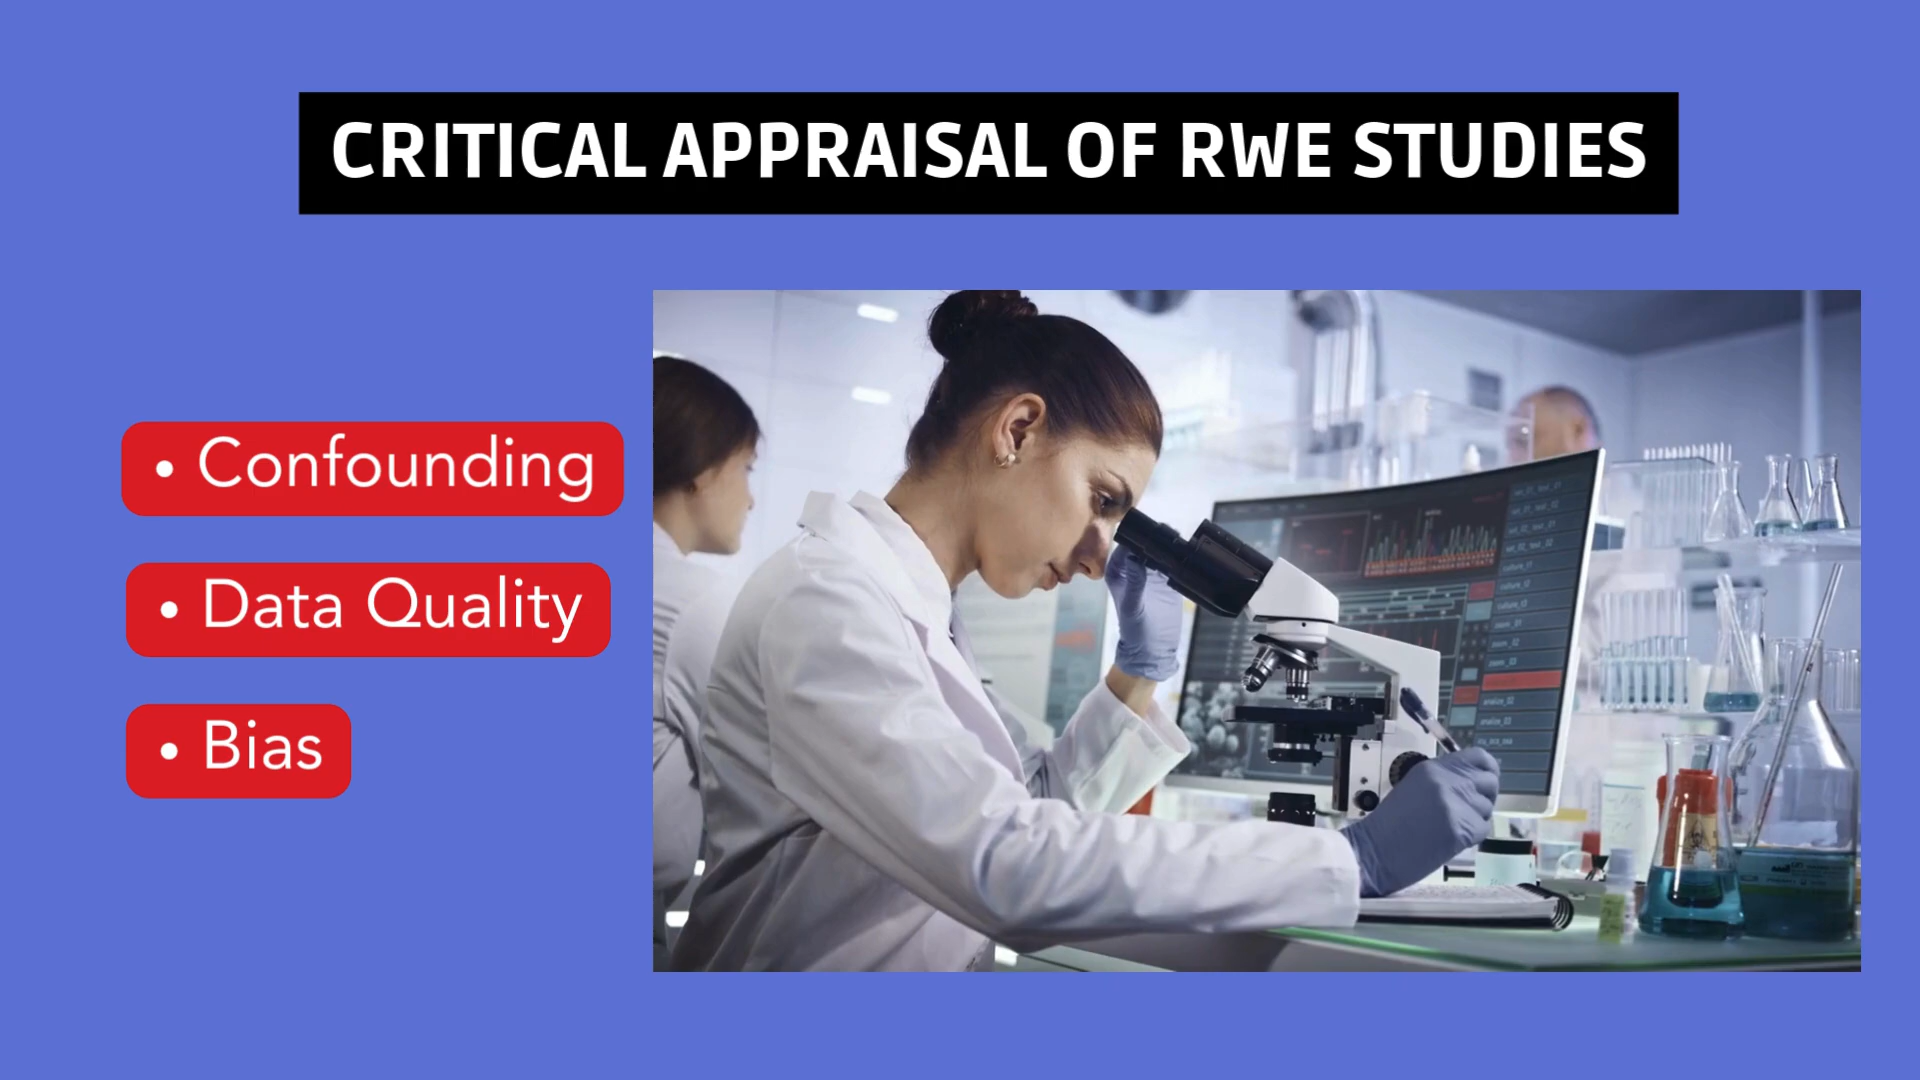 CRITICAL APPRAISAL OF RWE STUDIES
• Confounding
• Data Quality
• Bias